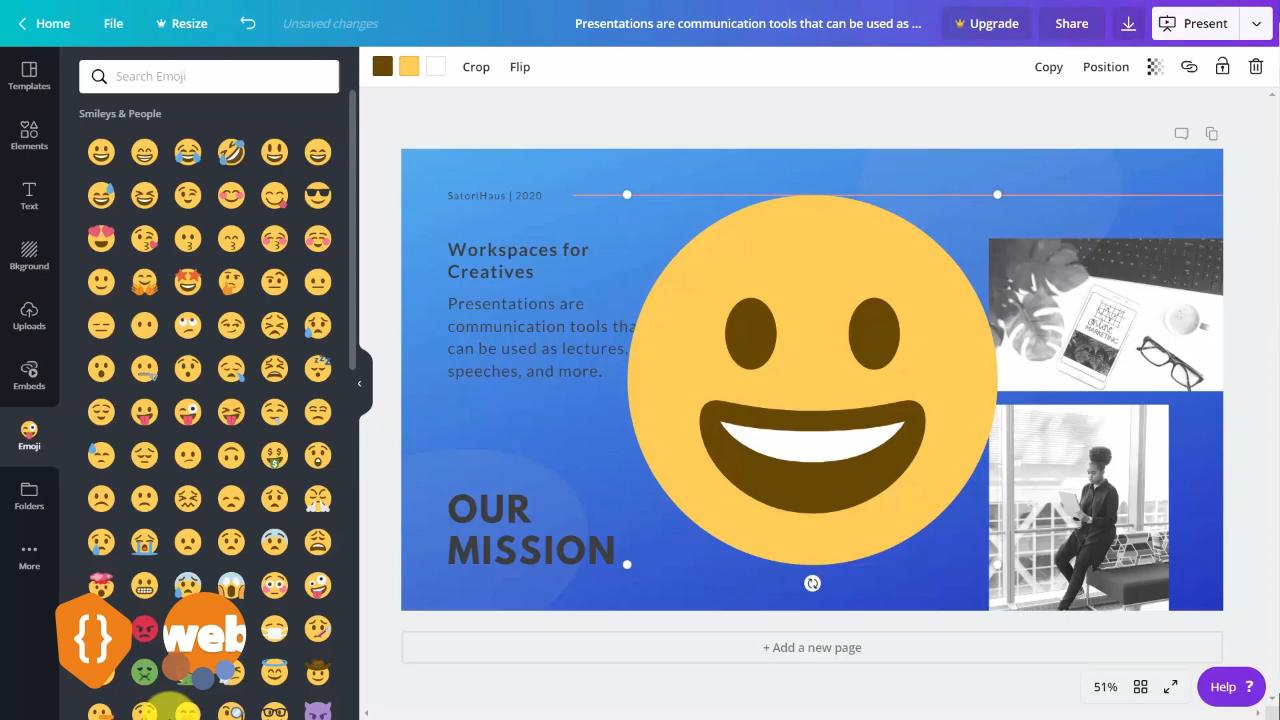 Home
File
Resize
Unsaved changes
Presentations are communication tools that can be used as ...
Upgrade
Share
Present
Templates
Elements
Text
Bkground
Uploads
Embeds
Emoji
Folders
More
Search Emoji
Smileys & People
Crop
Flip
Copy
Position
SatoriHaus | 2020
Workspaces for
Creatives
Presentations are
communication tools tha
can be used as lectures,
speeches, and more.
OUR
MISSION
MARKETING
+ Add a new page
51%
Help ?
{}
web